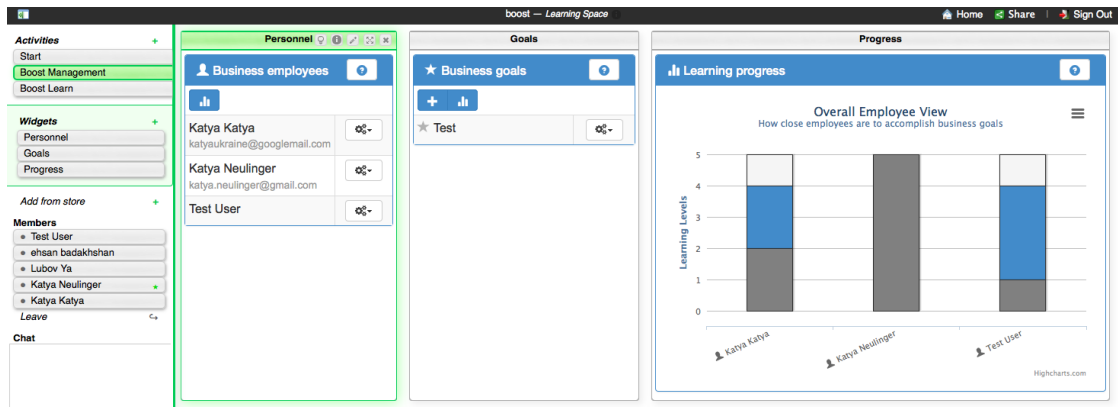 boost — Learning Space
Home Share | Sign Out
Activities +
Start
Boost Management
Boost Learn
Widgets +
Personnel
Goals
Progress
Add from store +
Members
Test User
ehsan badakhshan
Lubov Ya
Katya Neulinger
Katya Katya
Leave
Chat
Personnel
Business employees ?
Katya Katya
katyaukraine@googlemail.com
Katya Neulinger
katya.neulinger@gmail.com
Test User
Goals
Business goals ?
+
Test
Progress
Learning progress ?
Overall Employee View
How close employees are to accomplish business goals
Learning Levels
5
4
3
2
1
0
Katya Katya
Katya Neulinger
Test User
Highcharts.com